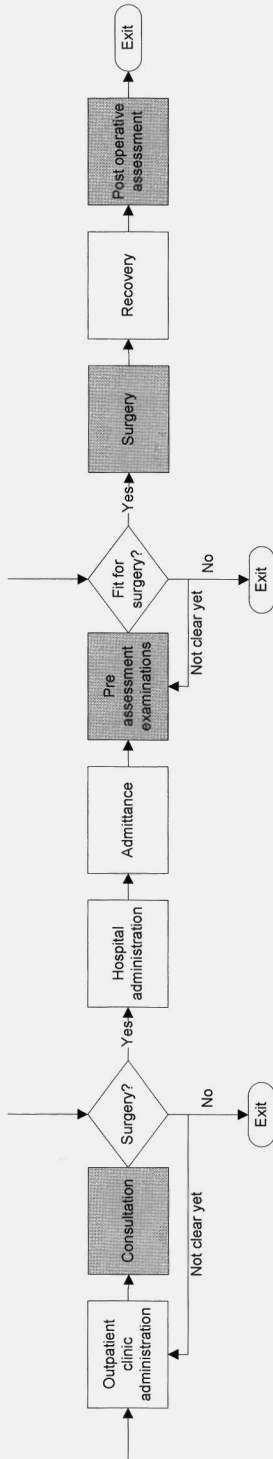 Outpatient
clinic
administration
Consultation
Surgery?
Yes
No
Not clear yet
Exit
Hospital
administration
Admittance
Pre
assessment
examinations
Fit for
surgery?
Yes
No
Not clear yet
Exit
Surgery
Recovery
Post operative
assessment
Exit